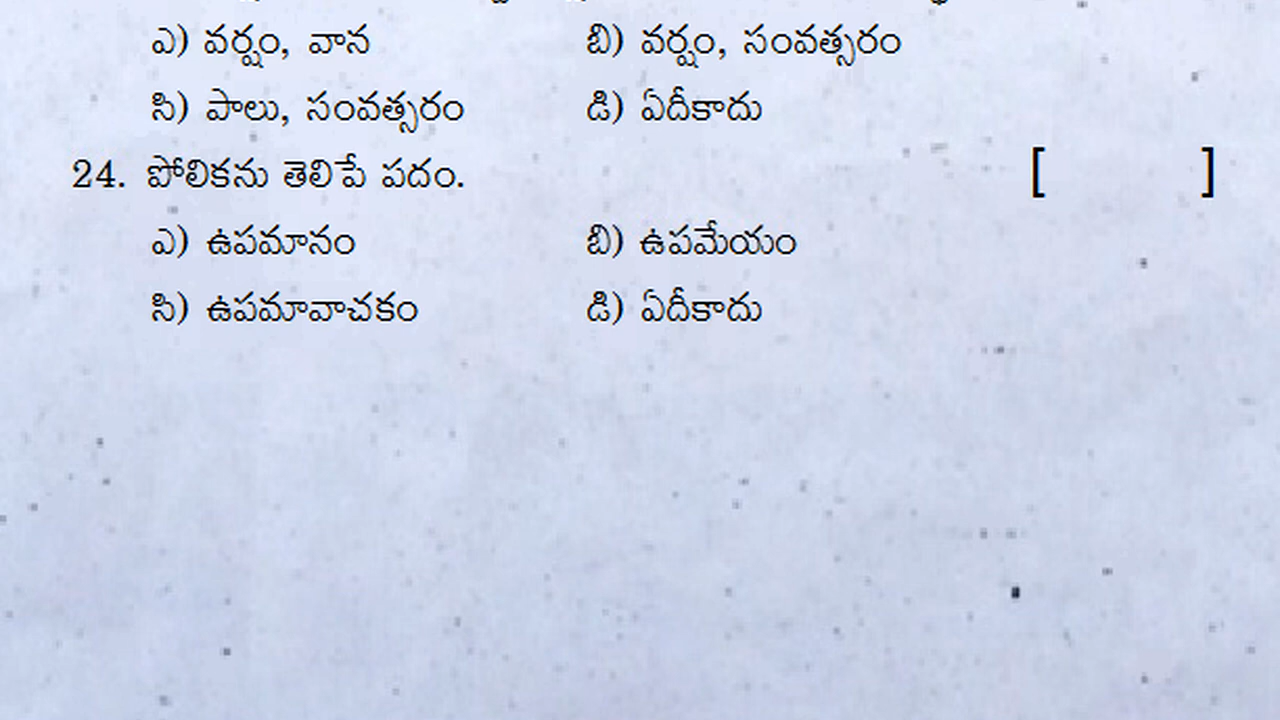 ఎ) వర్షం, వాన బి) వర్షం, సంవత్సరం
సి) పాలు, సంవత్సరం డి) ఏదీకాదు
24. పోలికను తెలిపే పదం. [ ]
ఎ) ఉపమానం బి) ఉపమేయం
సి) ఉపమావాచకం డి) ఏదీకాదు